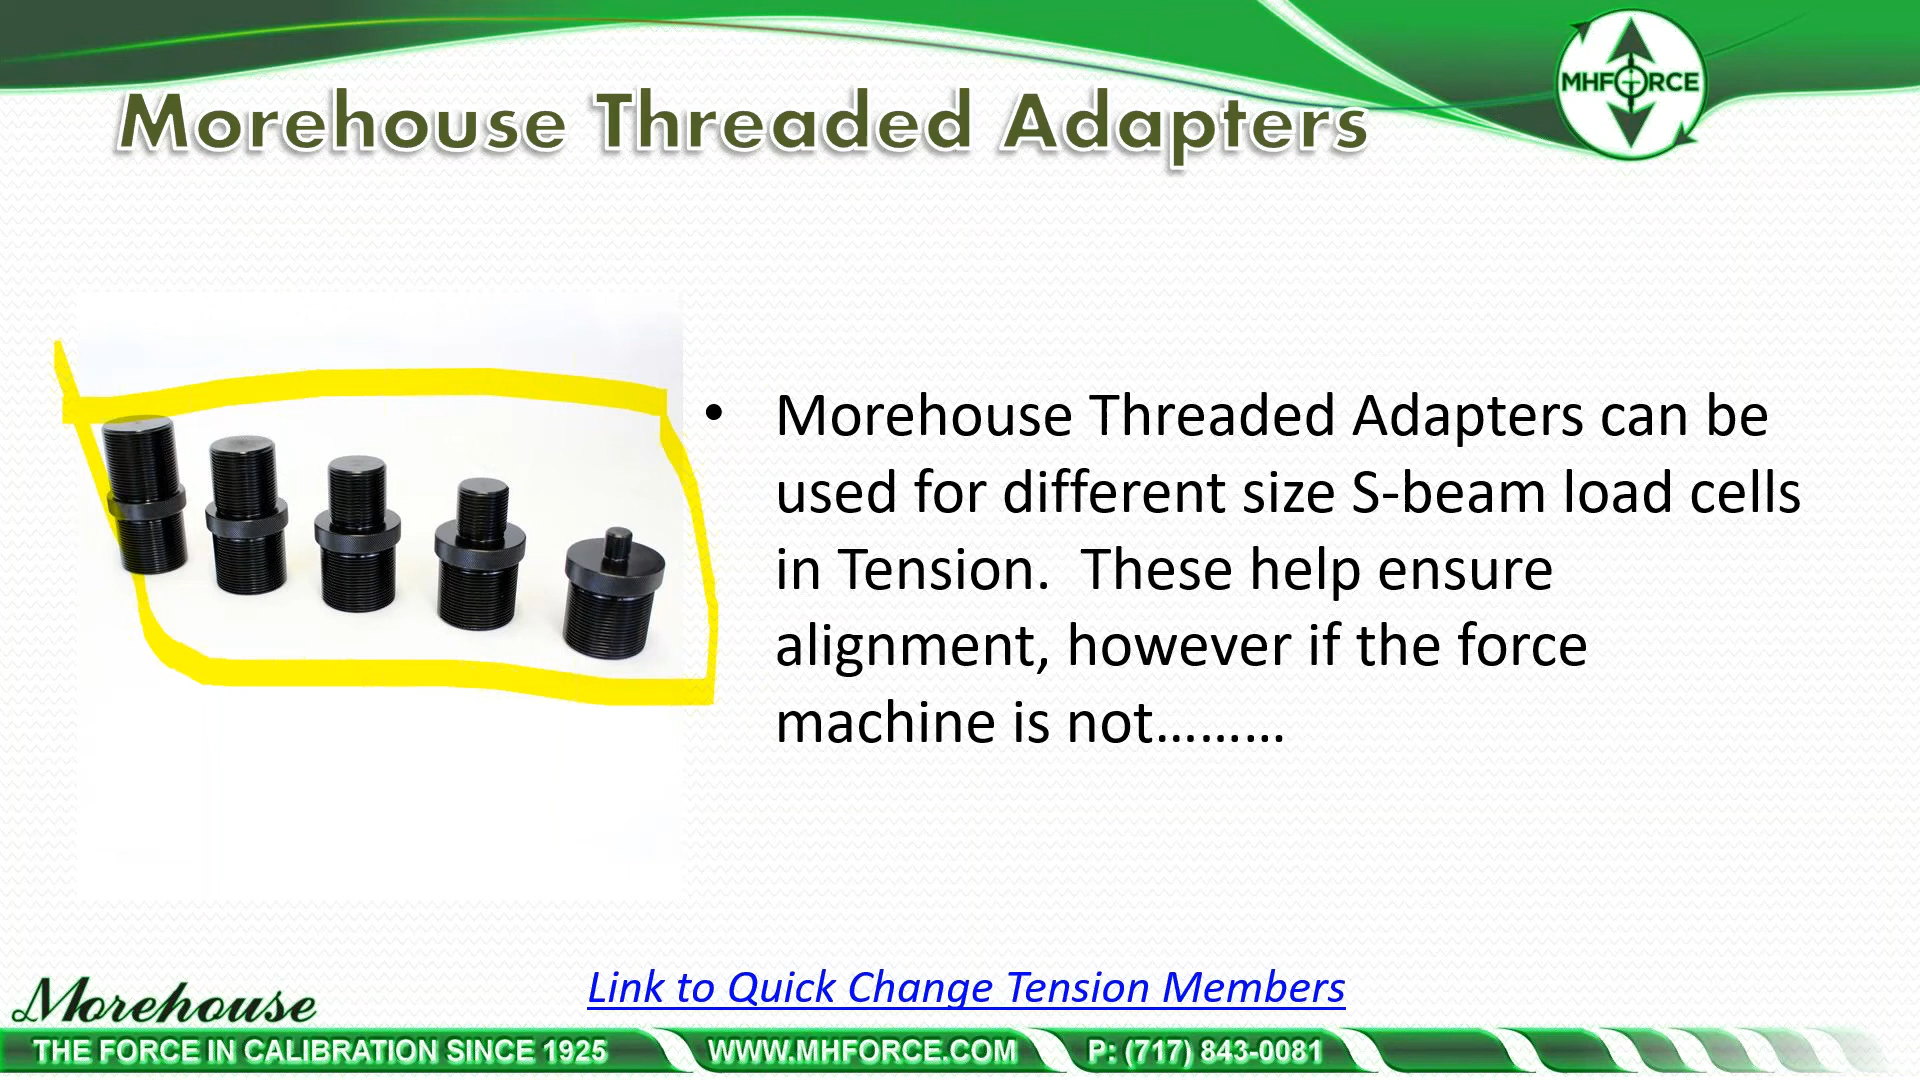 MHFORCE
Morehouse Threaded Adapters
• Morehouse Threaded Adapters can be
used for different size S-beam load cells
in Tension.  These help ensure
alignment, however if the force
machine is not………
Link to Quick Change Tension Members
Morehouse
THE FORCE IN CALIBRATION SINCE 1925
WWW.MHFORCE.COM
P: (717) 843-0081